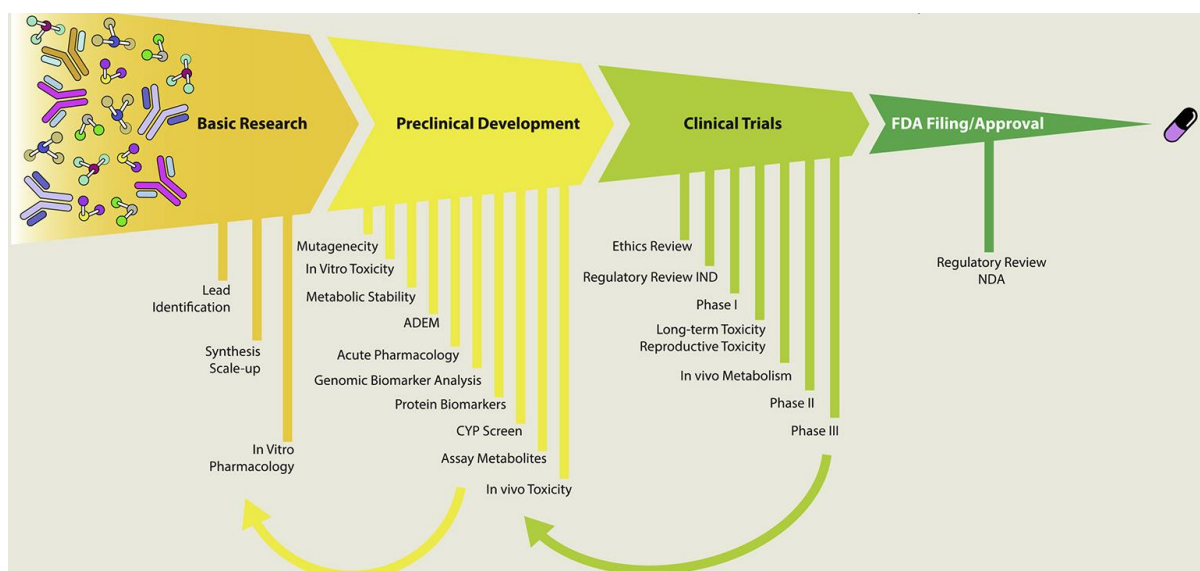 Basic Research
Preclinical Development
Clinical Trials
FDA Filing/Approval
Lead
Identification
Synthesis
Scale-up
In Vitro
Pharmacology
Mutagenecity
In Vitro Toxicity
Metabolic Stability
ADEM
Acute Pharmacology
Genomic Biomarker Analysis
Protein Biomarkers
CYP Screen
Assay Metabolites
In vivo Toxicity
Ethics Review
Regulatory Review IND
Phase I
Long-term Toxicity
Reproductive Toxicity
In vivo Metabolism
Phase II
Phase III
Regulatory Review
NDA